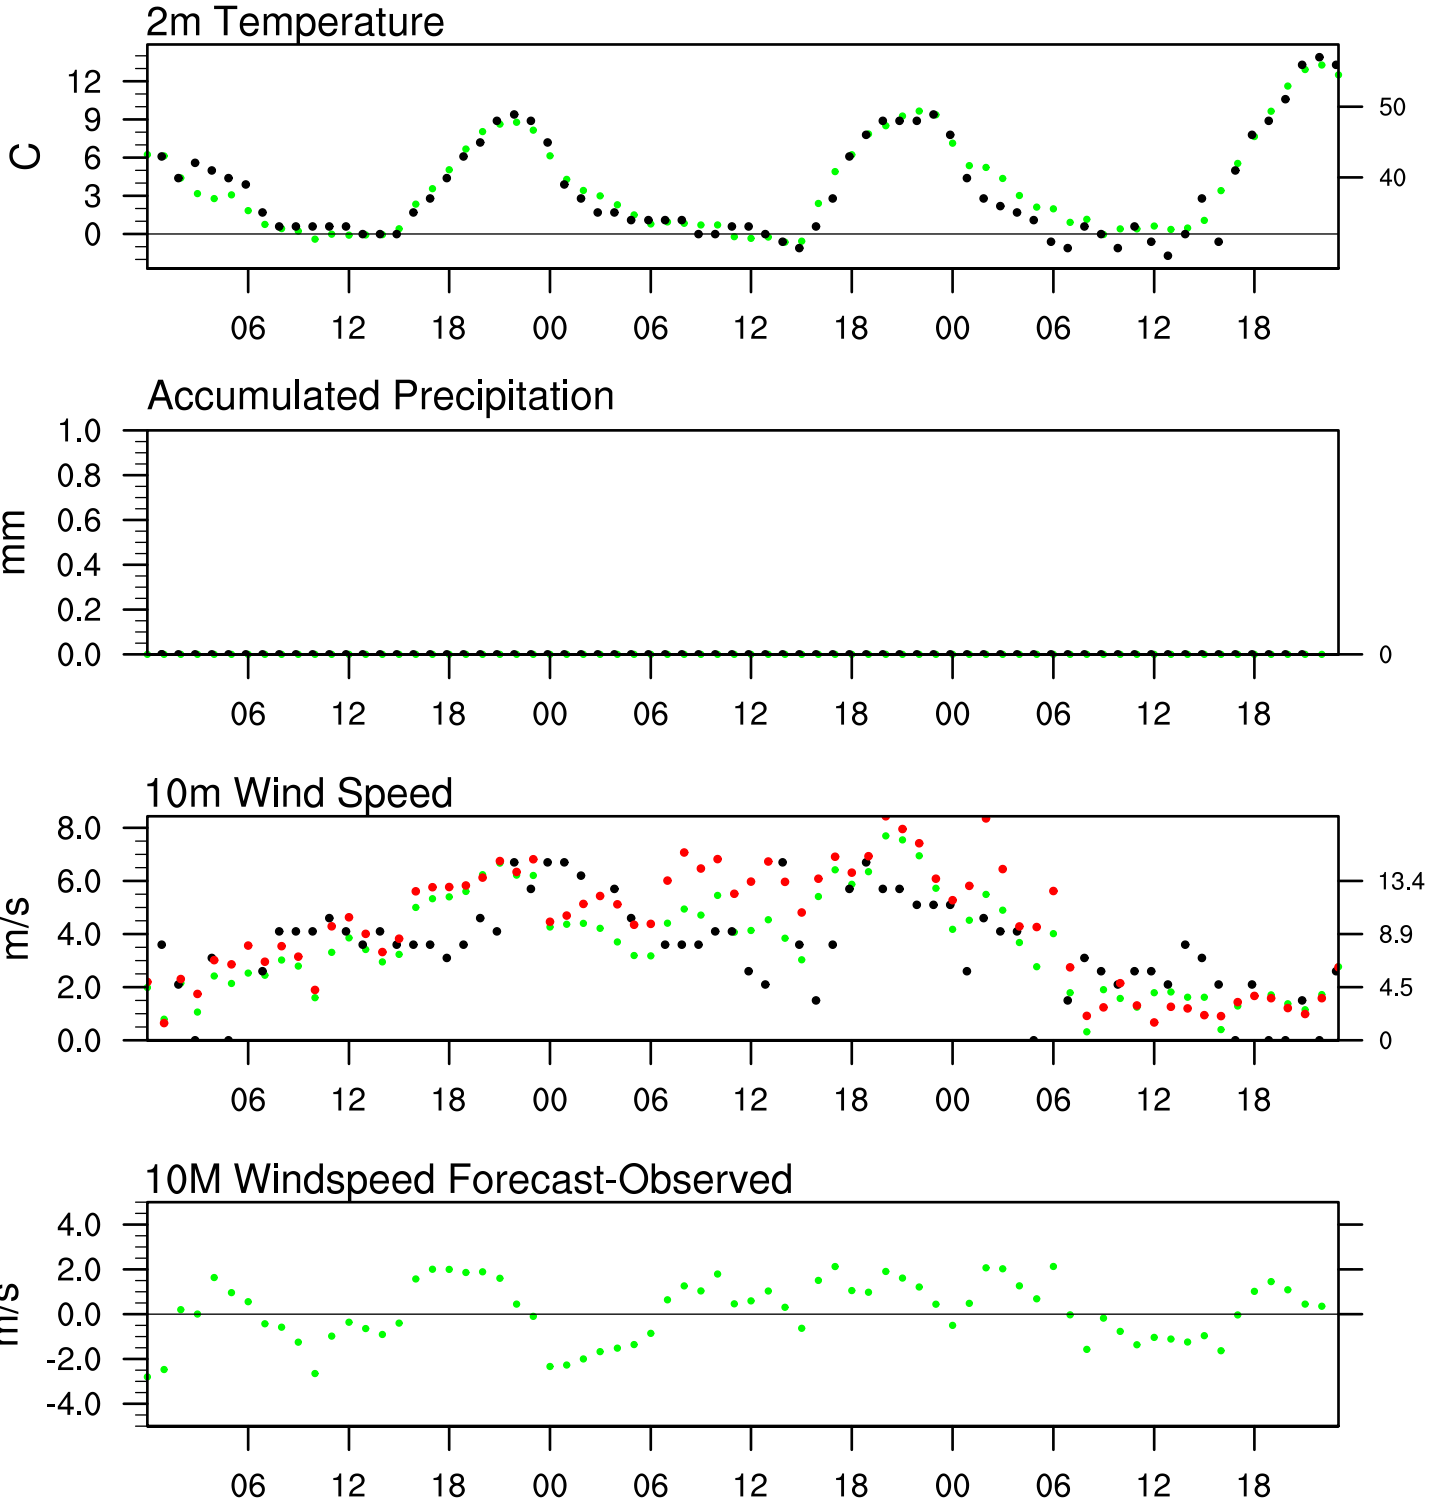 2m Temperature
12
9
6
3
0
C
50
40
06 12 18 00 06 12 18 00 06 12 18
Accumulated Precipitation
1.0
0.8
0.6
0.4
0.2
0.0
mm
0
06 12 18 00 06 12 18 00 06 12 18
10m Wind Speed
8.0
6.0
4.0
2.0
0.0
m/s
13.4
8.9
4.5
0
06 12 18 00 06 12 18 00 06 12 18
10M Windspeed Forecast-Observed
4.0
2.0
0.0
-2.0
-4.0
m/s
06 12 18 00 06 12 18 00 06 12 18